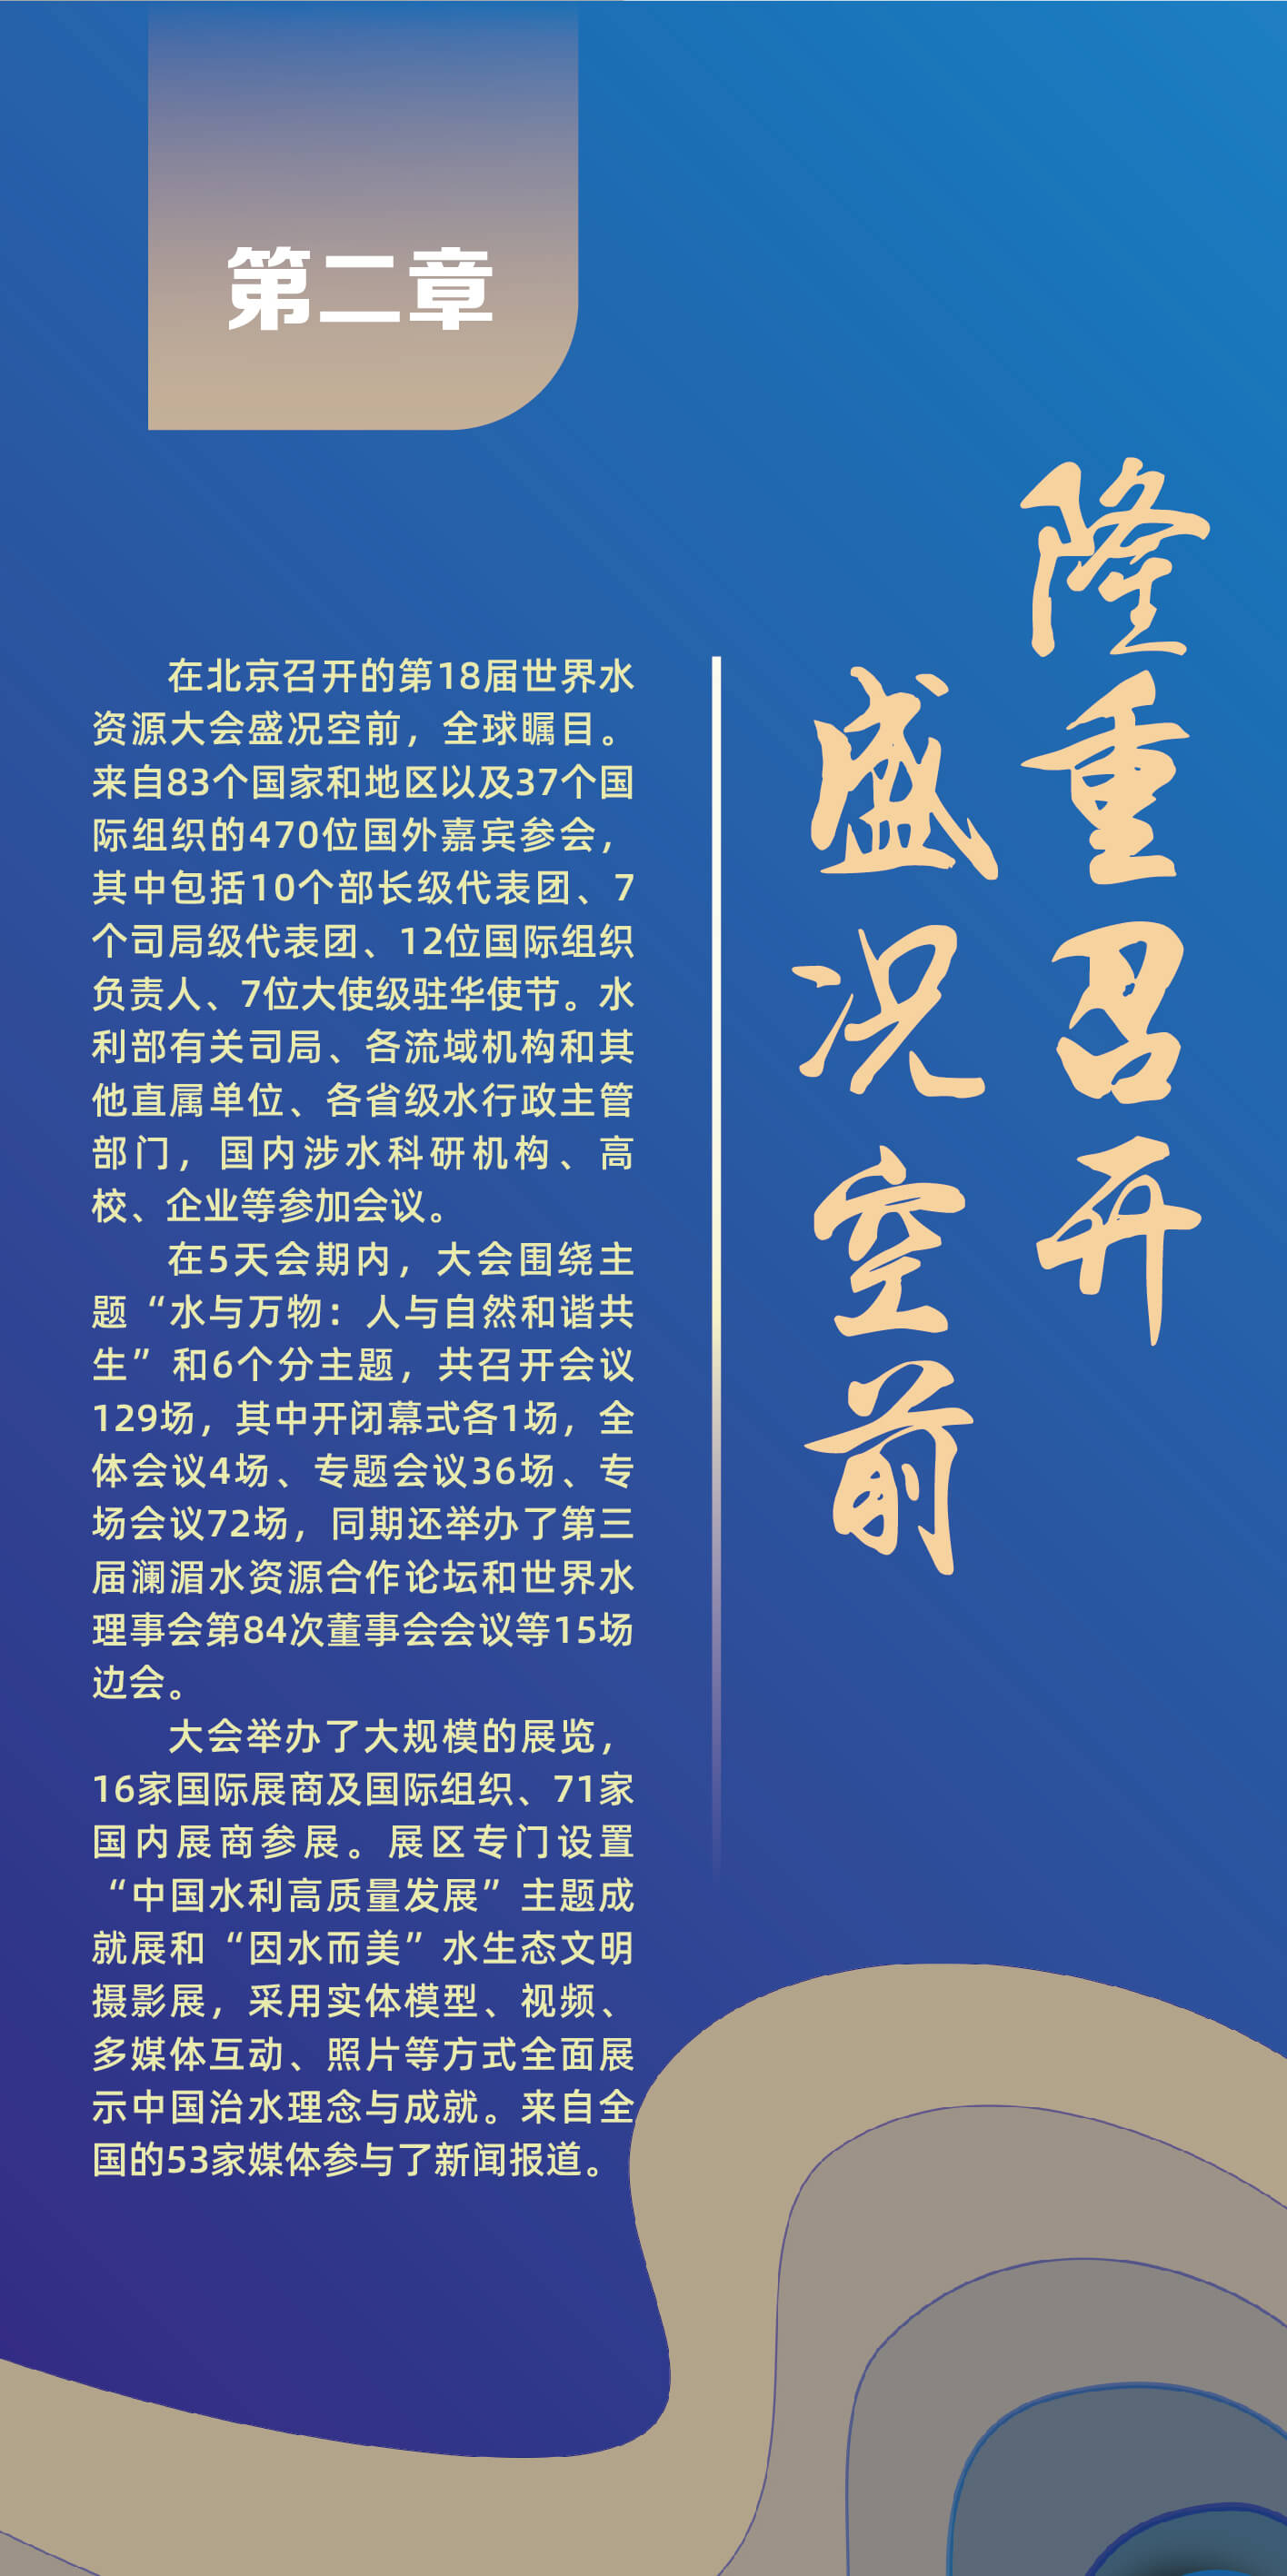 第二章
隆重召开
盛况空前
在北京召开的第18届世界水
资源大会盛况空前，全球瞩目。
来自83个国家和地区以及37个国
际组织的470位国外嘉宾参会，
其中包括10个部长级代表团、7
个司局级代表团、12位国际组织
负责人、7位大使级驻华使节。水
利部有关司局、各流域机构和其
他直属单位、各省级水行政主管
部门，国内涉水科研机构、高
校、企业等参加会议。
在5天会期内，大会围绕主
题“水与万物：人与自然和谐共
生”和6个分主题，共召开会议
129场，其中开闭幕式各1场，全
体会议4场、专题会议36场、专
场会议72场，同期还举办了第三
届澜湄水资源合作论坛和世界水
理事会第84次董事会会议等15场
边会。
大会举办了大规模的展览，
16家国际展商及国际组织、71家
国内展商参展。展区专门设置
“中国水利高质量发展”主题成
就展和“因水而美”水生态文明
摄影展，采用实体模型、视频、
多媒体互动、照片等方式全面展
示中国治水理念与成就。来自全
国的53家媒体参与了新闻报道。